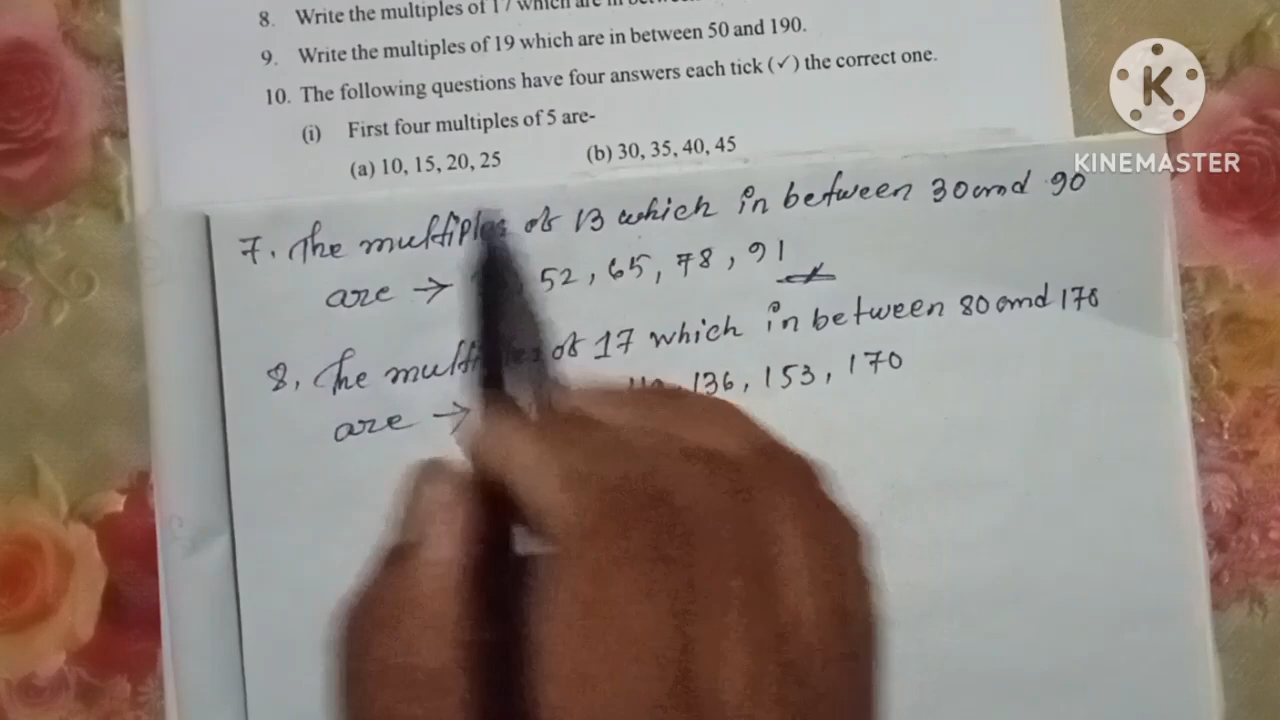 8. Write the multiples of 17 which are in between
9. Write the multiples of 19 which are in between 50 and 190.
10. The following questions have four answers each tick (✓) the correct one.
(i) First four multiples of 5 are-
(a) 10, 15, 20, 25 (b) 30, 35, 40, 45
KINEMASTER
7. The multiples of 13 which in between 30 and 90
are → 52, 65, 78, 91
8. The multiples of 17 which in between 80 and 170
are → 136, 153, 170